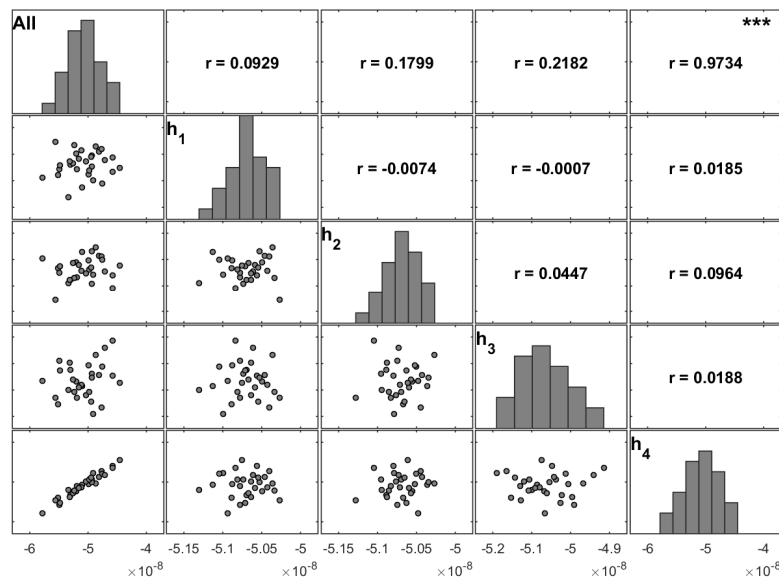 All
***
r = 0.0929
r = 0.1799
r = 0.2182
r = 0.9734
h1
r = -0.0074
r = -0.0007
r = 0.0185
h2
r = 0.0447
r = 0.0964
h3
r = 0.0188
h4
-6 -5 -4
×10-8
-5.15 -5.1 -5.05
×10-8
-5.15 -5.1 -5.05 -5
×10-8
-5.2 -5.1 -5 -4.9
×10-8
-6 -5 -4
×10-8